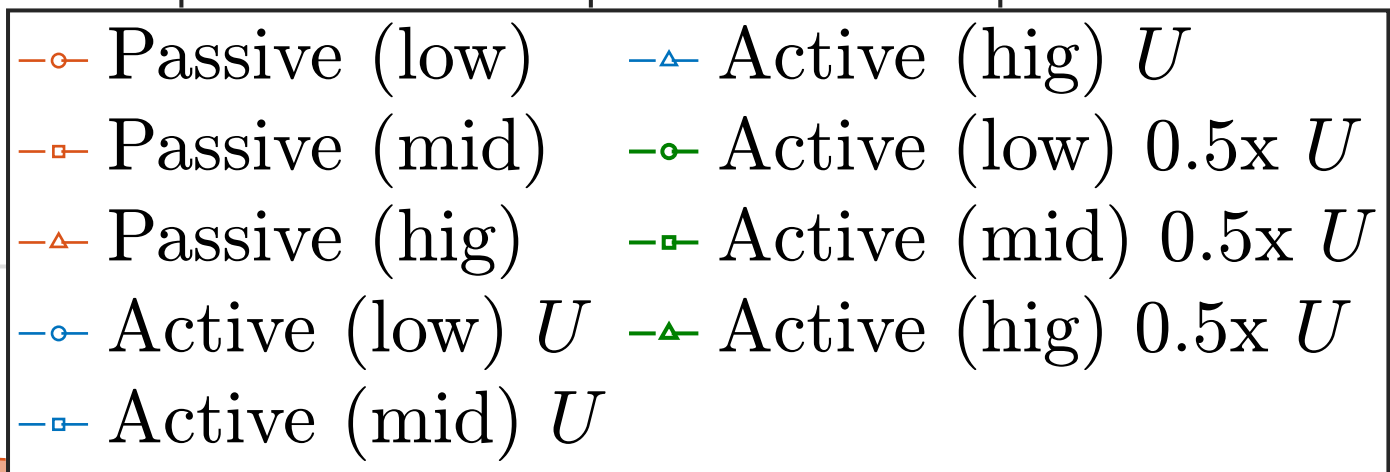 Passive (low)
Passive (mid)
Passive (hig)
Active (low) U
Active (mid) U
Active (hig) U
Active (low) 0.5x U
Active (mid) 0.5x U
Active (hig) 0.5x U